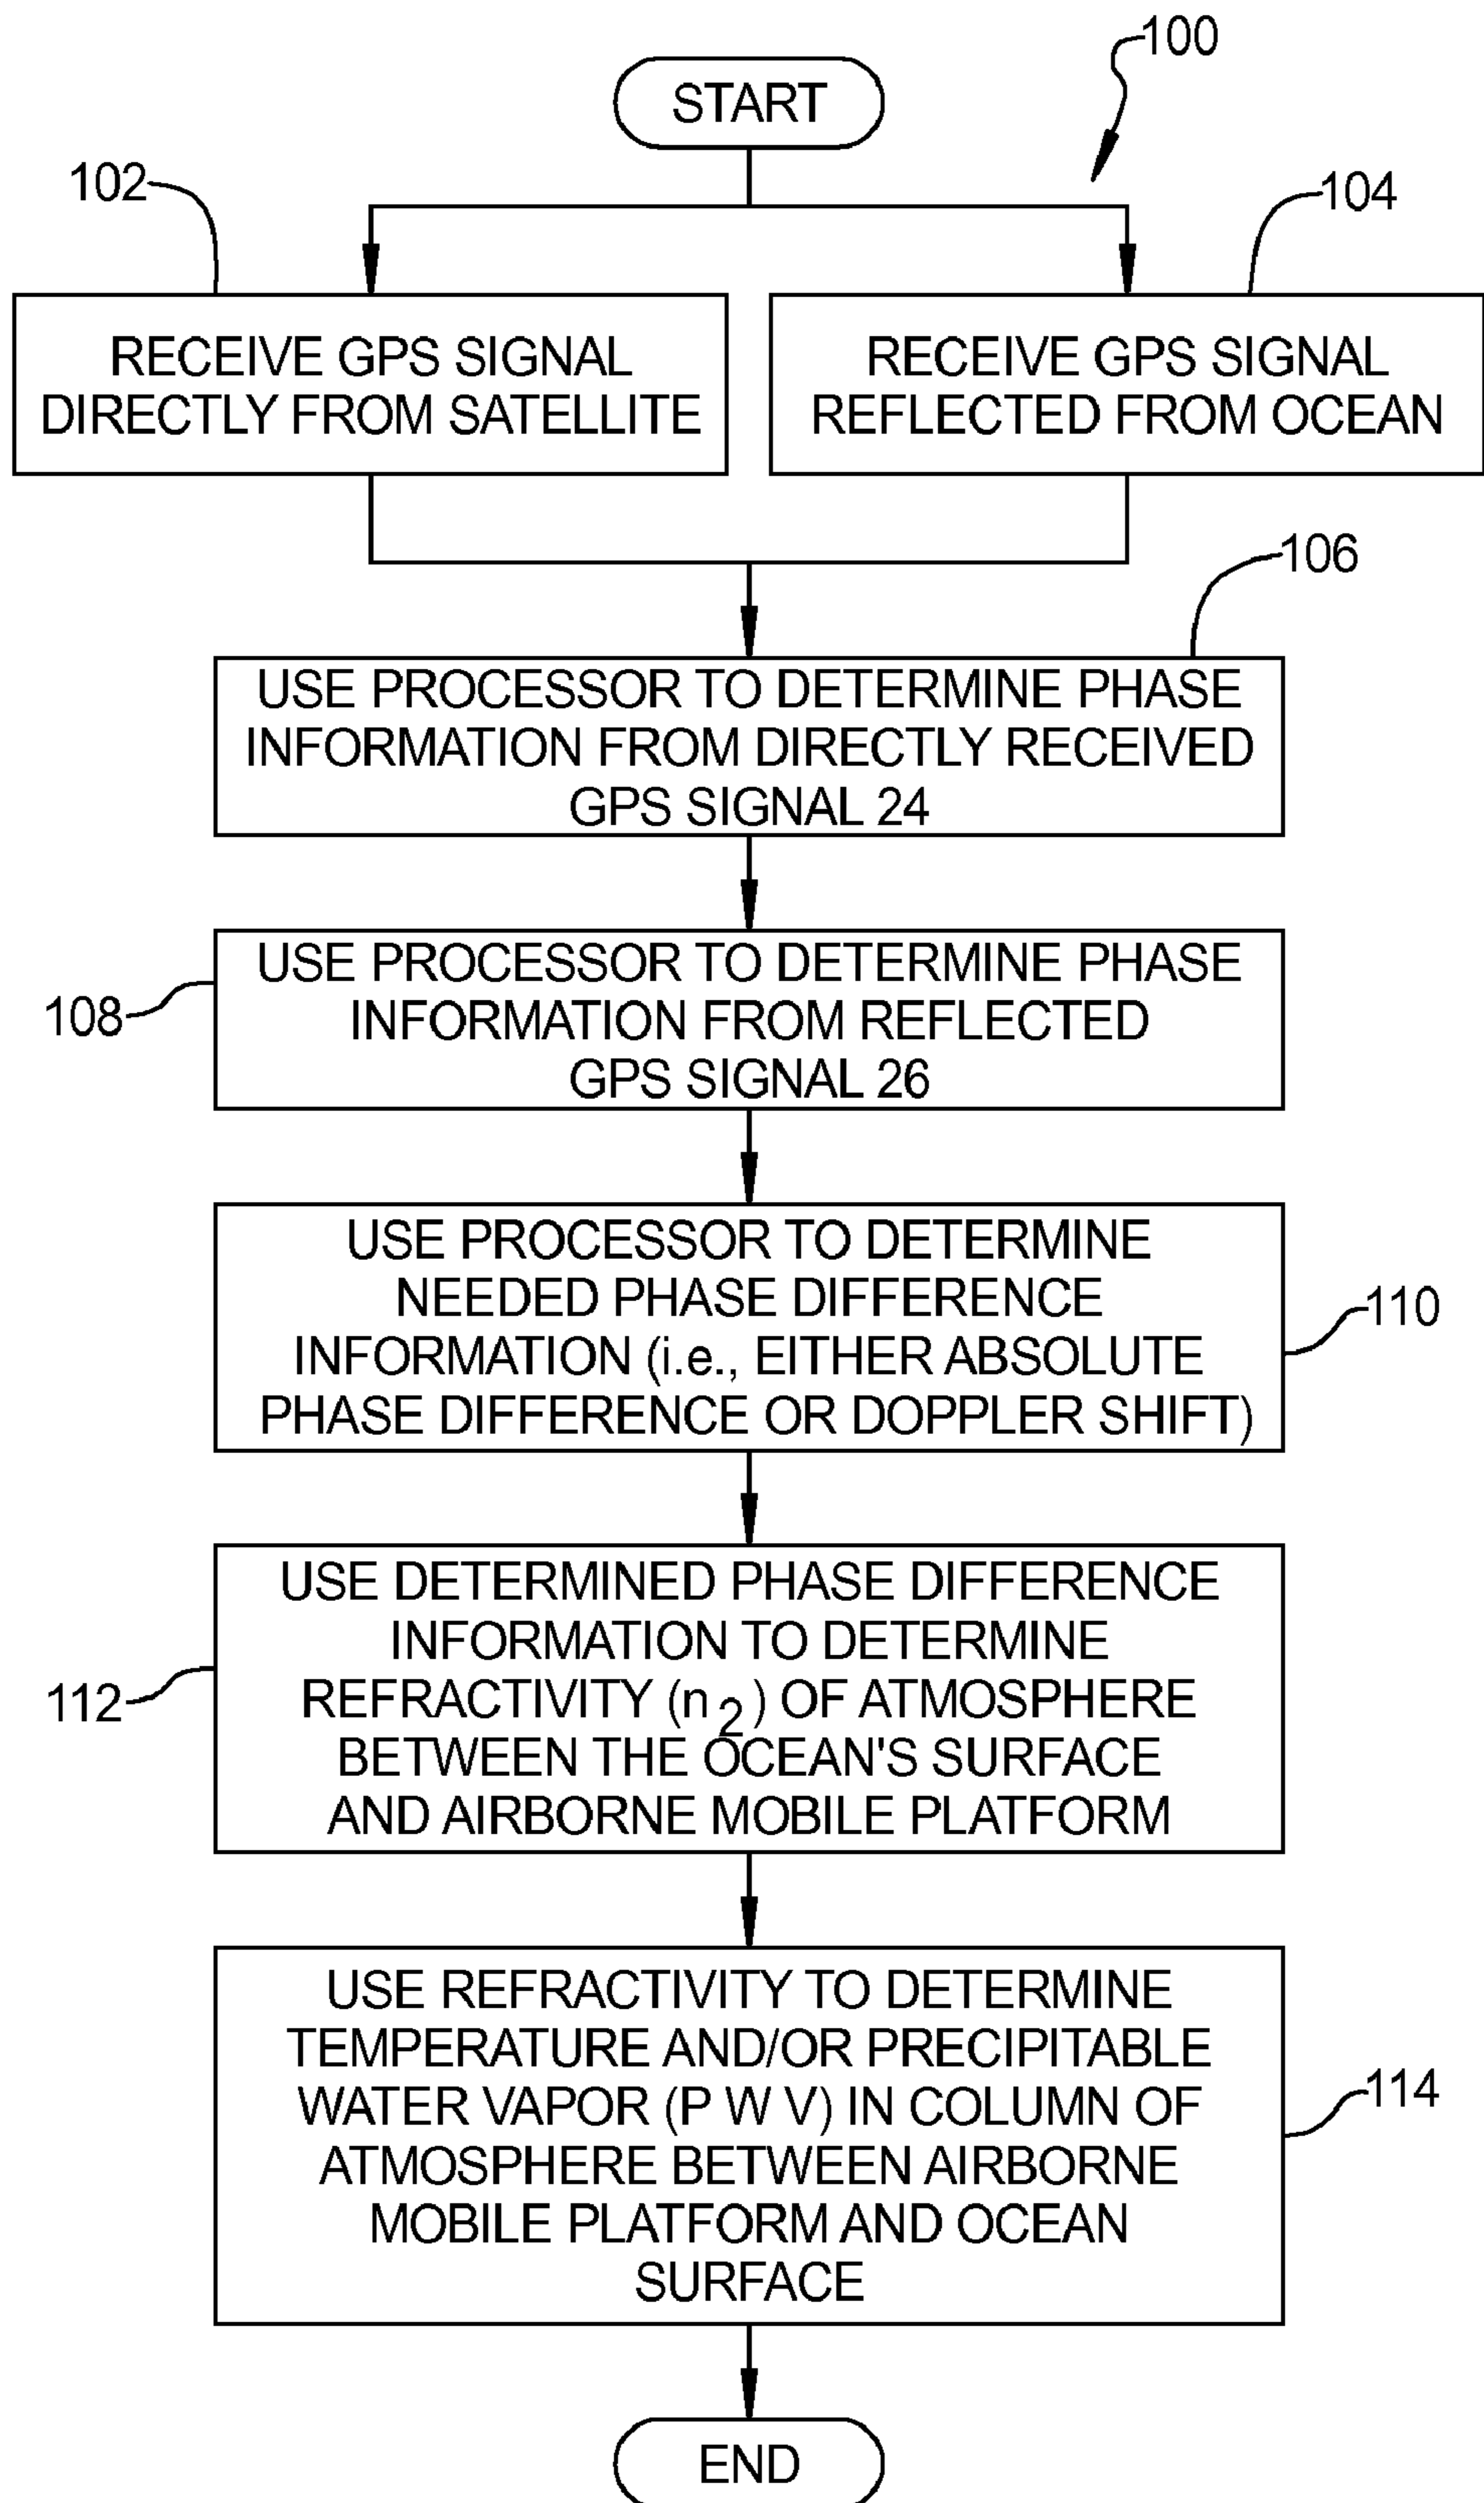 100
START
102
104
RECEIVE GPS SIGNAL
DIRECTLY FROM SATELLITE
RECEIVE GPS SIGNAL
REFLECTED FROM OCEAN
106
USE PROCESSOR TO DETERMINE PHASE
INFORMATION FROM DIRECTLY RECEIVED
GPS SIGNAL 24
108
USE PROCESSOR TO DETERMINE PHASE
INFORMATION FROM REFLECTED
GPS SIGNAL 26
110
USE PROCESSOR TO DETERMINE
NEEDED PHASE DIFFERENCE
INFORMATION (i.e., EITHER ABSOLUTE
PHASE DIFFERENCE OR DOPPLER SHIFT)
112
USE DETERMINED PHASE DIFFERENCE
INFORMATION TO DETERMINE
REFRACTIVITY (n₂) OF ATMOSPHERE
BETWEEN THE OCEAN'S SURFACE
AND AIRBORNE MOBILE PLATFORM
114
USE REFRACTIVITY TO DETERMINE
TEMPERATURE AND/OR PRECIPITABLE
WATER VAPOR (P W V) IN COLUMN OF
ATMOSPHERE BETWEEN AIRBORNE
MOBILE PLATFORM AND OCEAN
SURFACE
END